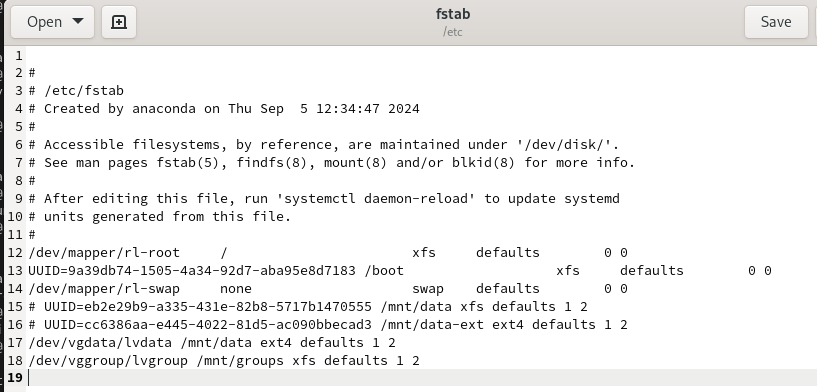 Open
fstab
/etc
Save
1
2 #
3 # /etc/fstab
4 # Created by anaconda on Thu Sep  5 12:34:47 2024
5 #
6 # Accessible filesystems, by reference, are maintained under '/dev/disk/'.
7 # See man pages fstab(5), findfs(8), mount(8) and/or blkid(8) for more info.
8 #
9 # After editing this file, run 'systemctl daemon-reload' to update systemd
10 # units generated from this file.
11 #
12 /dev/mapper/rl-root     /                       xfs     defaults        0 0
13 UUID=9a39db74-1505-4a34-92d7-aba95e8d7183 /boot                   xfs     defaults        0 0
14 /dev/mapper/rl-swap     none                    swap    defaults        0 0
15 # UUID=eb2e29b9-a335-431e-82b8-5717b1470555 /mnt/data xfs defaults 1 2
16 # UUID=cc6386aa-e445-4022-81d5-ac090bbecad3 /mnt/data-ext ext4 defaults 1 2
17 /dev/vgdata/lvdata /mnt/data ext4 defaults 1 2
18 /dev/vggroup/lvgroup /mnt/groups xfs defaults 1 2
19